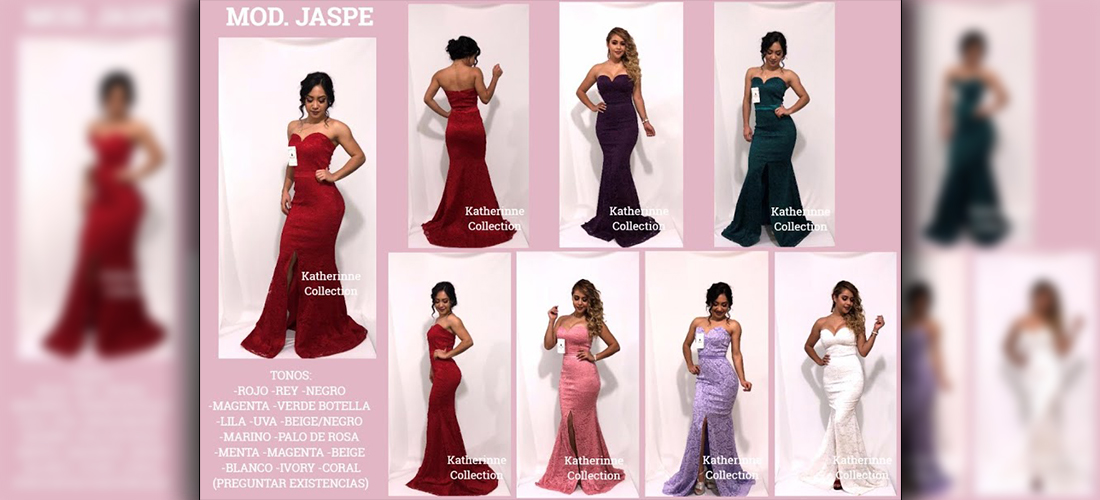 MOD. JASPE
Katherinne
Collection
Katherinne
Collection
Katherinne
Collection
Katherinne
Collection
TONOS:
-ROJO -REY -NEGRO
-MAGENTA -VERDE BOTELLA
-LILA -UVA -BEIGE/NEGRO
-MARINO -PALO DE ROSA
-MENTA -MAGENTA -BEIGE
-BLANCO -IVORY -CORAL
(PREGUNTAR EXISTENCIAS)
Katherinne
Collection
Katherinne
Collection
Katherinne
Collection
Katherinne
Collection